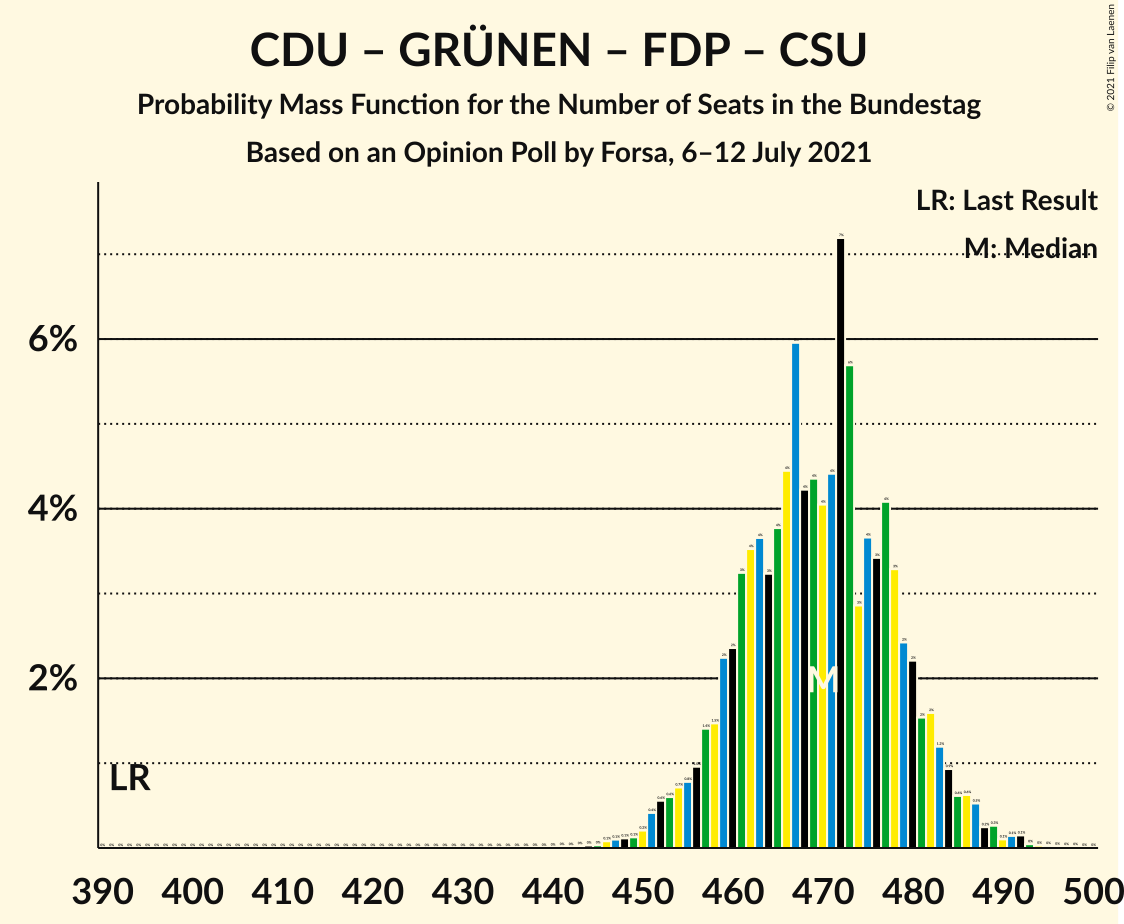 CDU – GRÜNEN – FDP – CSU
Probability Mass Function for the Number of Seats in the Bundestag
Based on an Opinion Poll by Forsa, 6–12 July 2021
© 2021 Filip van Laenen
LR: Last Result
M: Median
6%
4%
2%
M
LR
390 400 410 420 430 440 450 460 470 480 490 500